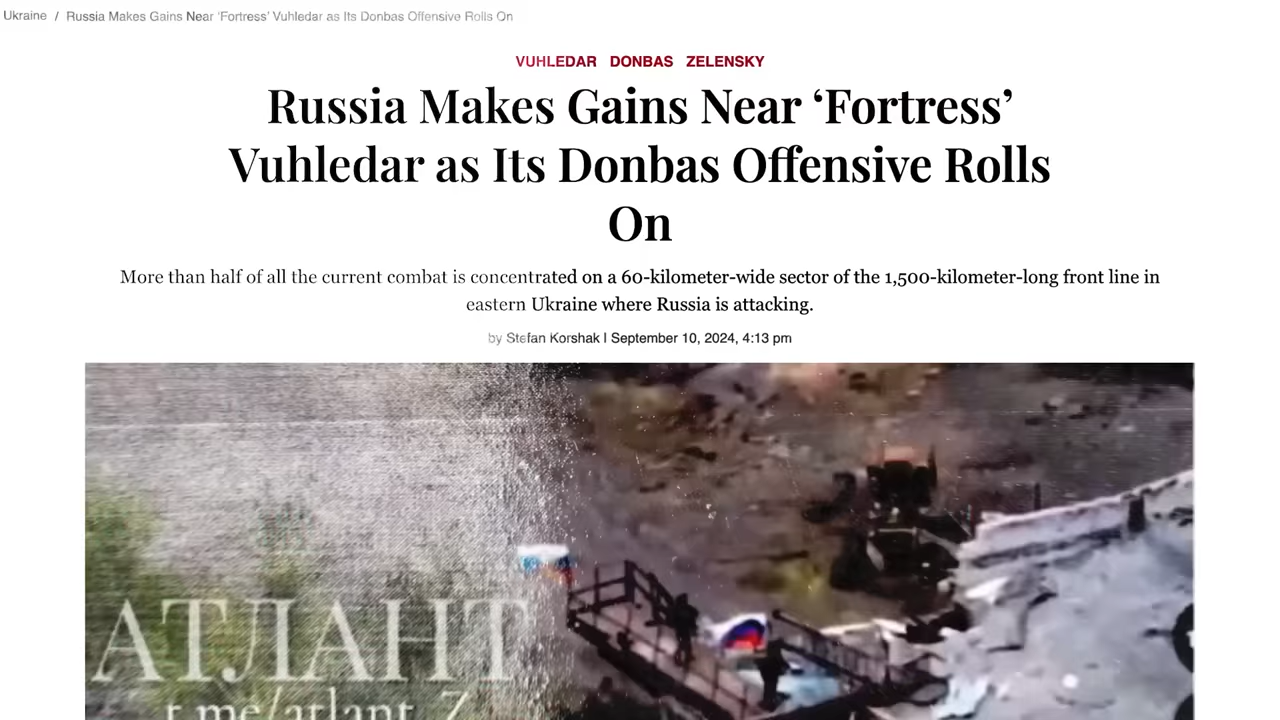 Ukraine / Russia Makes Gains Near ‘Fortress’ Vuhledar as Its Donbas Offensive Rolls On
VUHLEDAR DONBAS ZELENSKY
Russia Makes Gains Near ‘Fortress’
Vuhledar as Its Donbas Offensive Rolls
On
More than half of all the current combat is concentrated on a 60-kilometer-wide sector of the 1,500-kilometer-long front line in
eastern Ukraine where Russia is attacking.
by Stefan Korshak | September 10, 2024, 4:13 pm
АТЛАНТ
t.me/atlant_Z